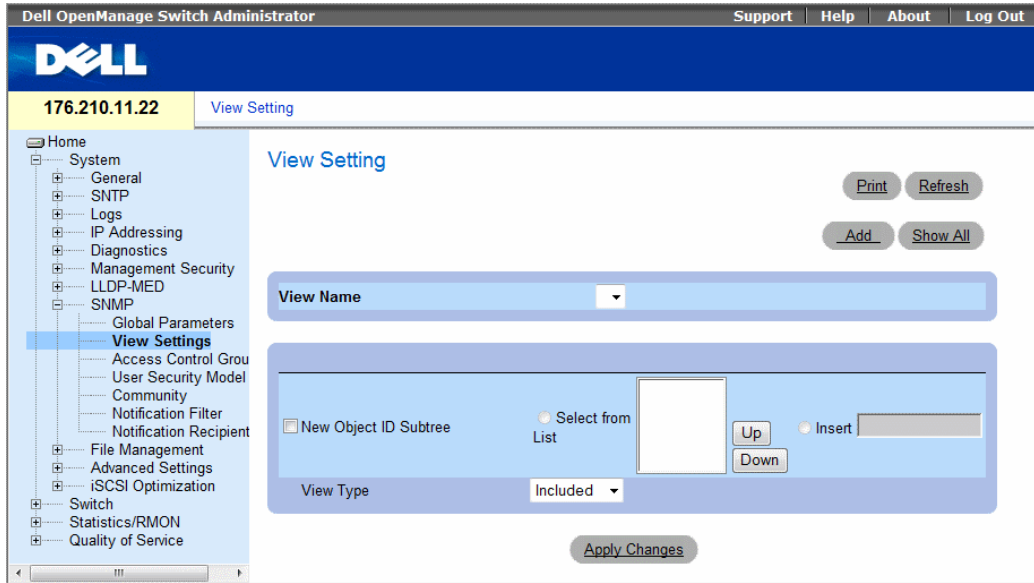 Dell OpenManage Switch Administrator
Support
Help
About
Log Out
DELL
176.210.11.22
View Setting
Home
System
General
SNTP
Logs
IP Addressing
Diagnostics
Management Security
LLDP-MED
SNMP
Global Parameters
View Settings
Access Control Grou
User Security Model
Community
Notification Filter
Notification Recipient
File Management
Advanced Settings
iSCSI Optimization
Switch
Statistics/RMON
Quality of Service
View Setting
Print
Refresh
Add
Show All
View Name
New Object ID Subtree
Select from
List
Up
Down
Insert
View Type
Included
Apply Changes